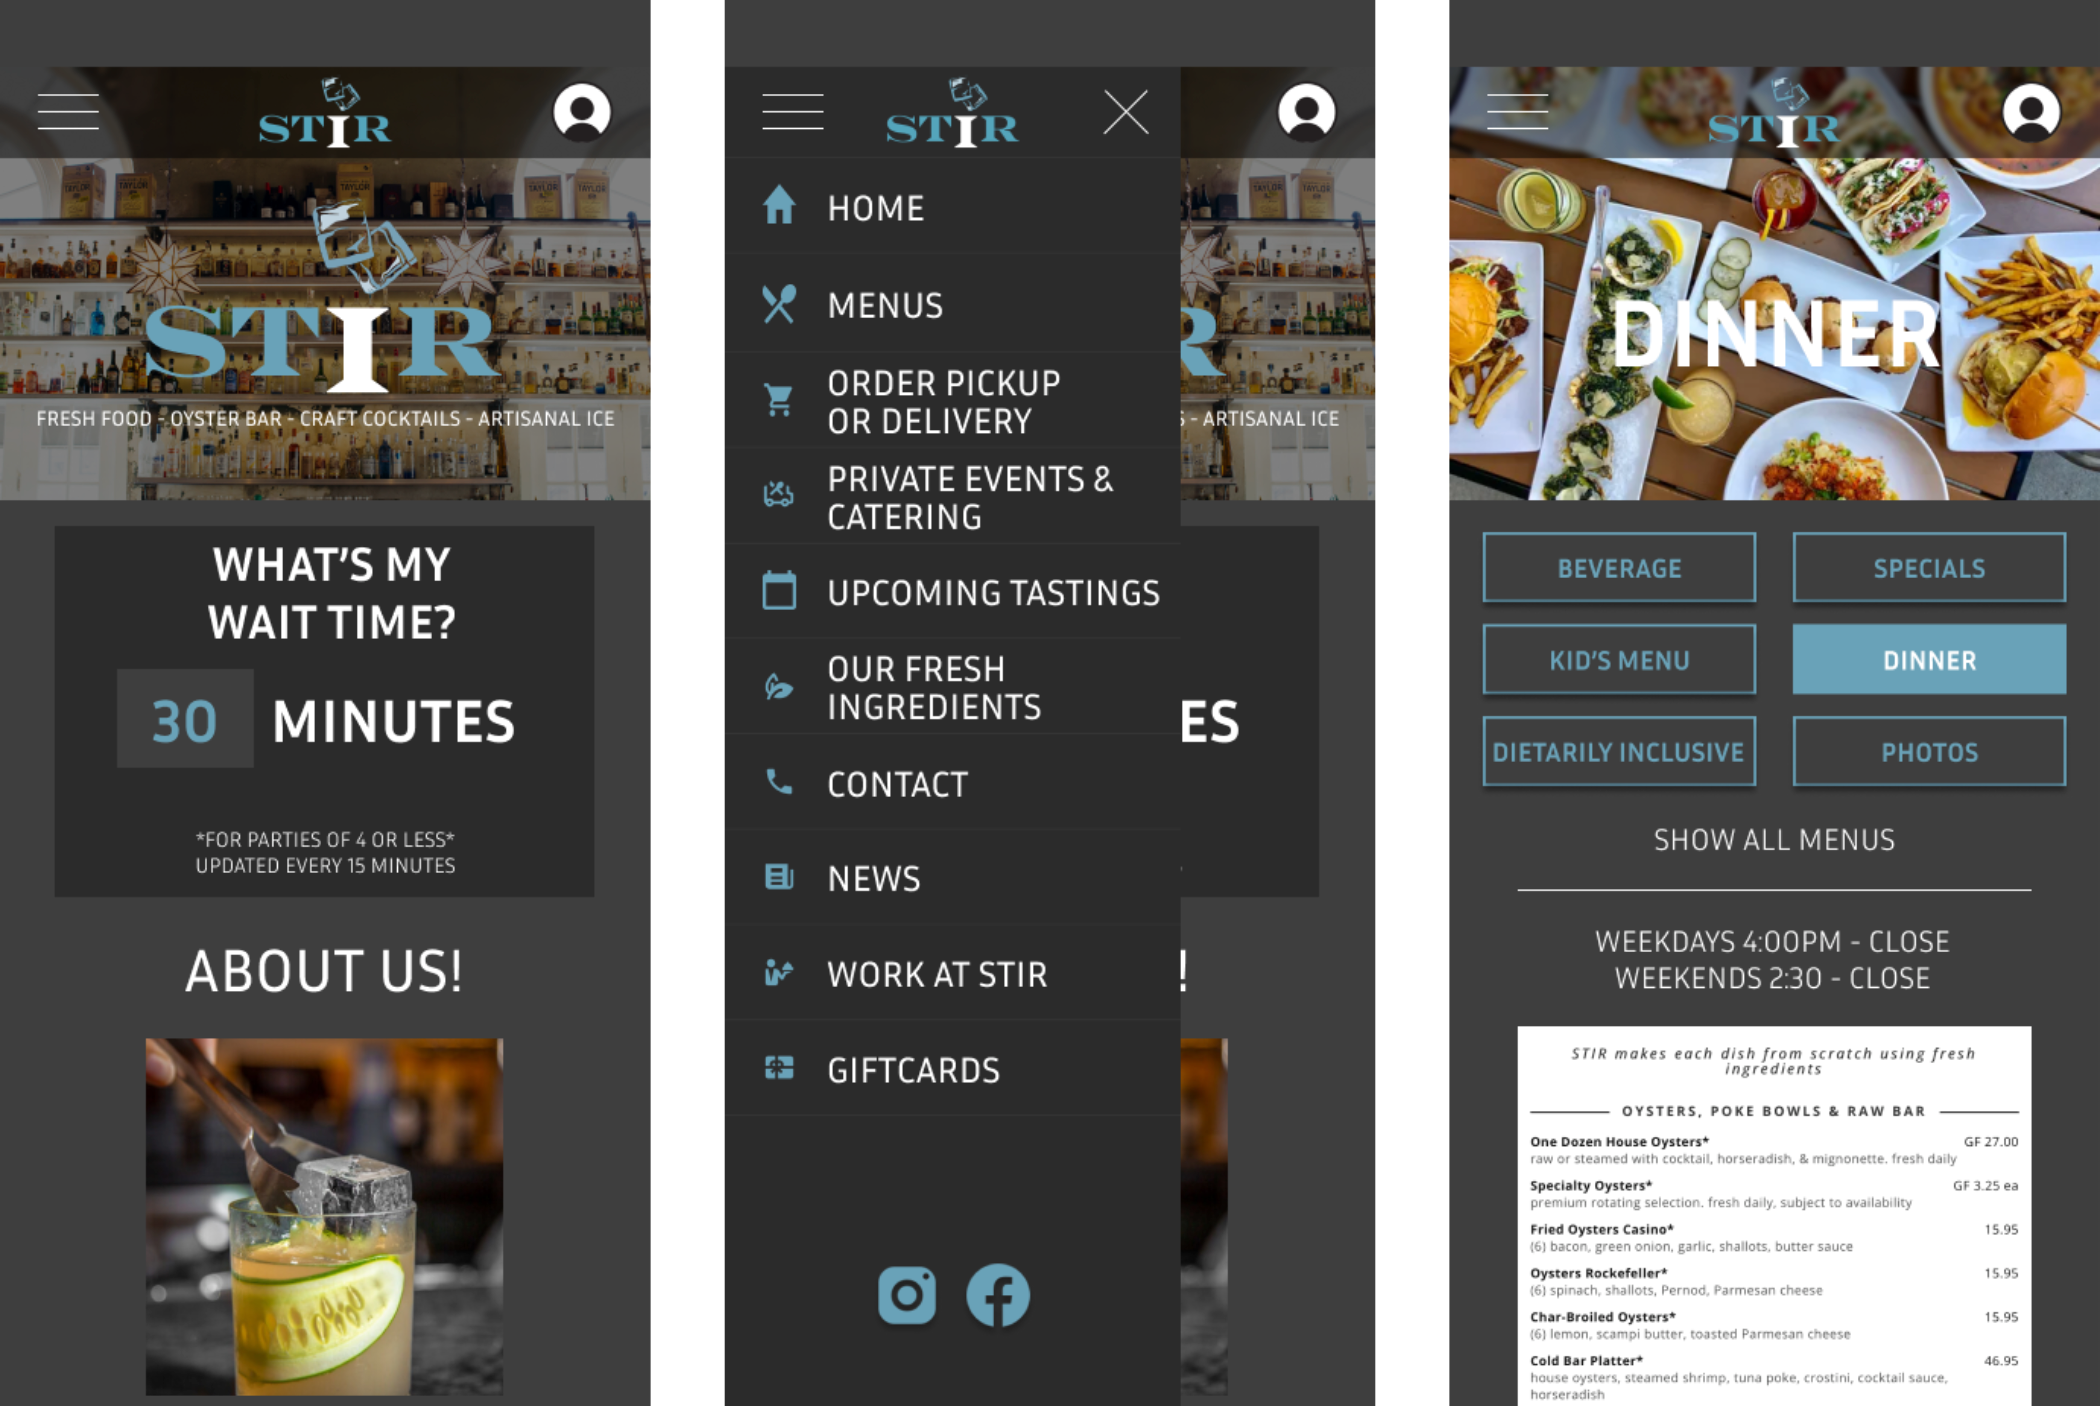 STIR
TAYLOR TAYLOR TAYLOR TAYLOR TAYLOR
STIR
FRESH FOOD - OYSTER BAR - CRAFT COCKTAILS - ARTISANAL ICE
WHAT'S MY
WAIT TIME?
30 MINUTES
*FOR PARTIES OF 4 OR LESS*
UPDATED EVERY 15 MINUTES
ABOUT US!
STIR
HOME
MENUS
ORDER PICKUP
OR DELIVERY
PRIVATE EVENTS &
CATERING
UPCOMING TASTINGS
OUR FRESH
INGREDIENTS
CONTACT
NEWS
WORK AT STIR
GIFTCARDS
TAYLOR TAYLOR
R
S - ARTISANAL ICE
ES
!
STIR
DINNER
BEVERAGE
SPECIALS
KID'S MENU
DINNER
DIETARILY INCLUSIVE
PHOTOS
SHOW ALL MENUS
WEEKDAYS 4:00PM - CLOSE
WEEKENDS 2:30 - CLOSE
STIR makes each dish from scratch using fresh
ingredients
OYSTERS, POKE BOWLS & RAW BAR
One Dozen House Oysters* GF 27.00
raw or steamed with cocktail, horseradish, & mignonette. fresh daily
Specialty Oysters* GF 3.25 ea
premium rotating selection. fresh daily, subject to availability
Fried Oysters Casino* 15.95
(6) bacon, green onion, garlic, shallots, butter sauce
Oysters Rockefeller* 15.95
(6) spinach, shallots, Pernod, Parmesan cheese
Char-Broiled Oysters* 15.95
(6) lemon, scampi butter, toasted Parmesan cheese
Cold Bar Platter* 46.95
house oysters, steamed shrimp, tuna poke, crostini, cocktail sauce,
horseradish